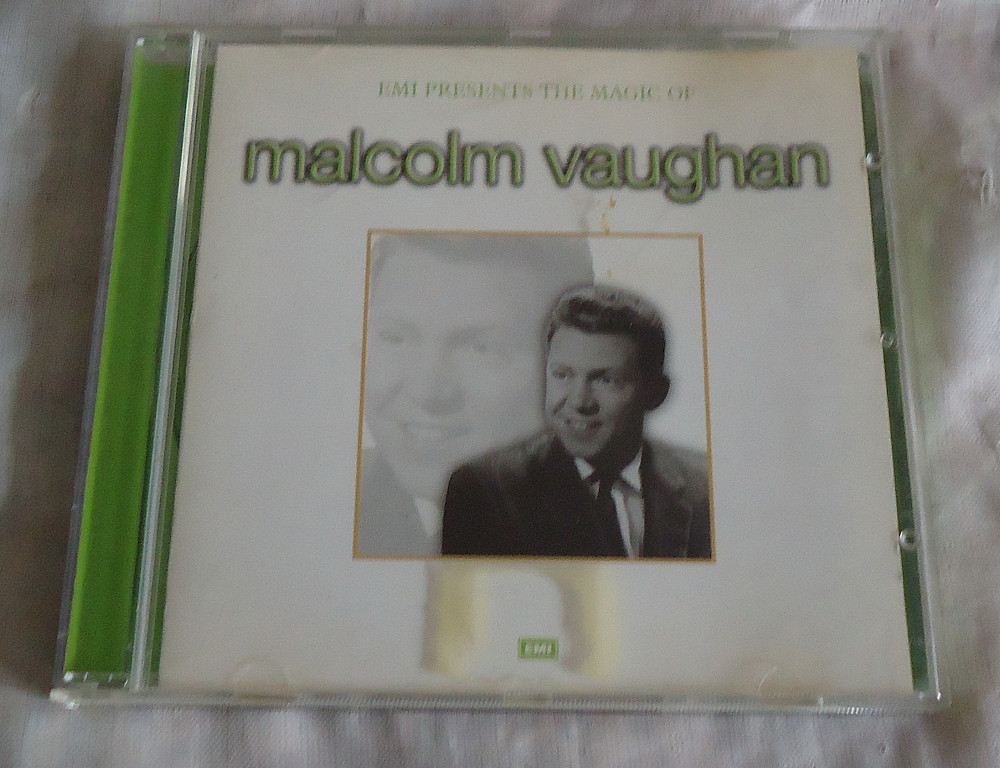 EMI PRESENTS THE MAGIC OF
malcolm vaughan
EMI